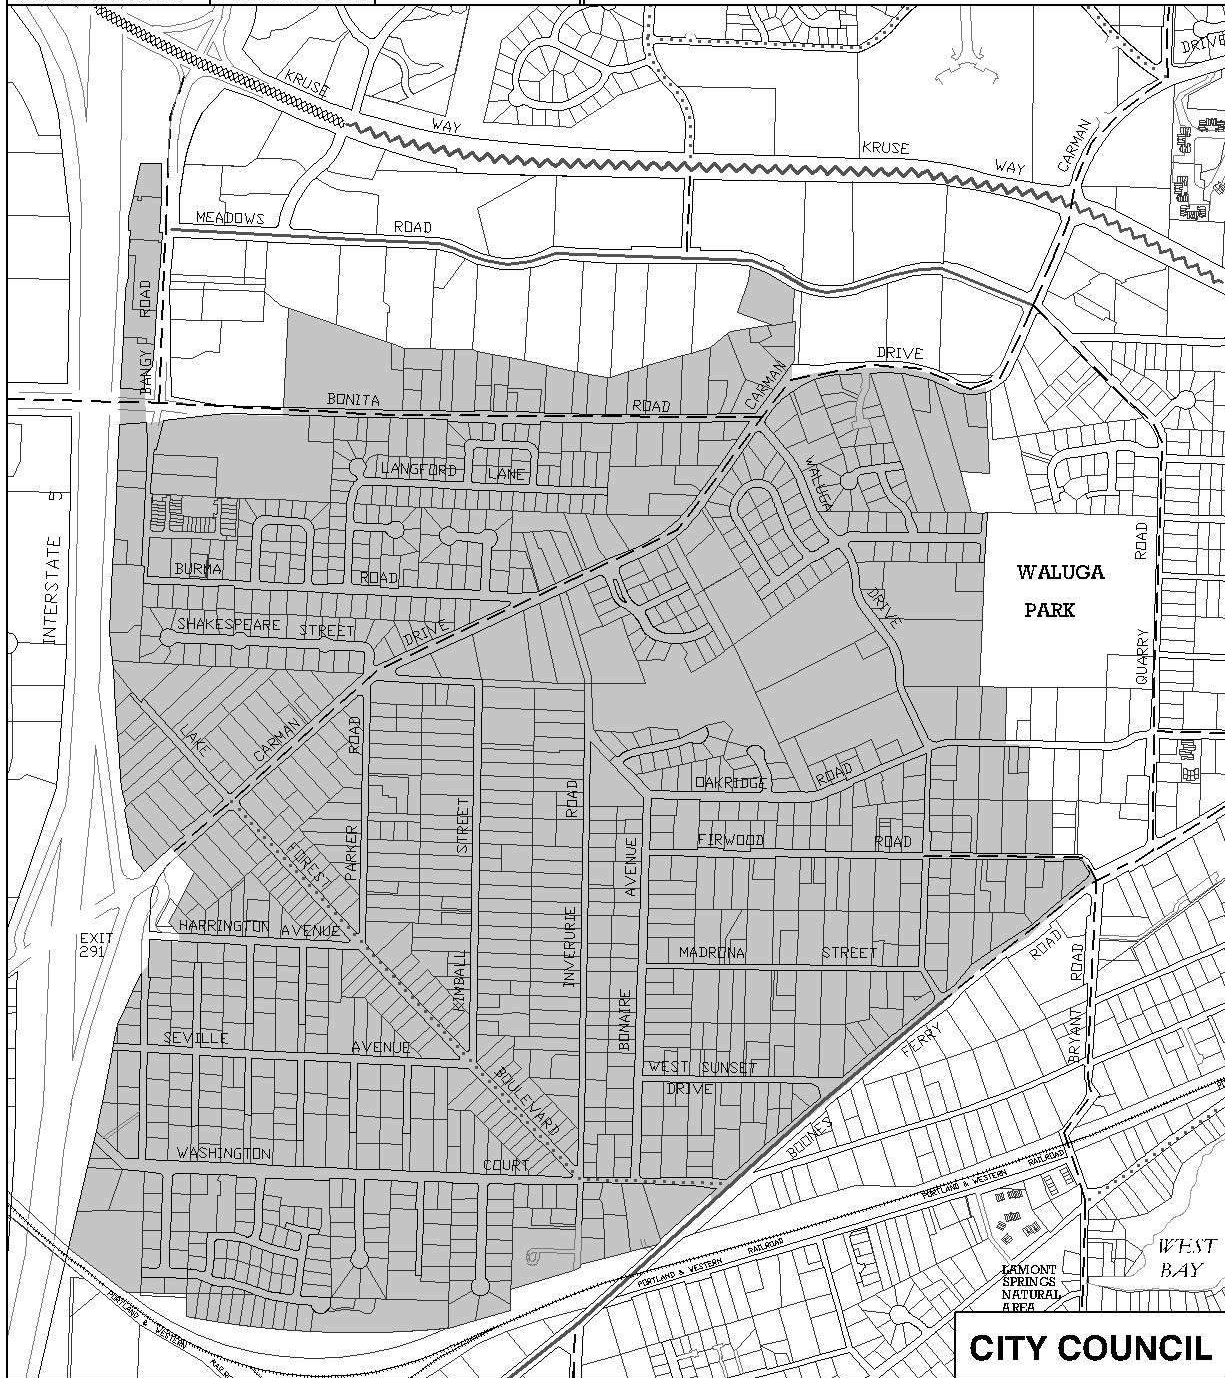 DRIVE
KRUSE
WAY
KRUSE
WAY
CARMAN
MEADOWS
ROAD
ROAD
BANGY
DRIVE
CARMAN
BONITA
ROAD
LANGFORD
LANE
WALUGA
INTERSTATE 5
ROAD
WALUGA
PARK
BURMA
ROAD
DRIVE
SHAKESPEARE STREET
DRIVE
QUARRY
LAKE
CARMAN
ROAD
OAKRIDGE
ROAD
ROAD
STREET
FIRWOOD
ROAD
PARKER
FOREST
AVENUE
HARRINGTON AVENUE
EXIT
291
INVERURIE
MADRONA
STREET
ROAD
ROAD
KIMBALL
BONAIRE
SEVILLE
AVENUE
FERRY
BRYANT
WEST SUNSET
DRIVE
BOULEVARD
BOONES
WASHINGTON
COURT
PORTLAND & WESTERN
RAILROAD
PORTLAND & WESTERN
RAILROAD
WEST
BAY
LAMONT
SPRINGS
NATURAL
AREA
PORTLAND & WESTERN
CITY COUNCIL